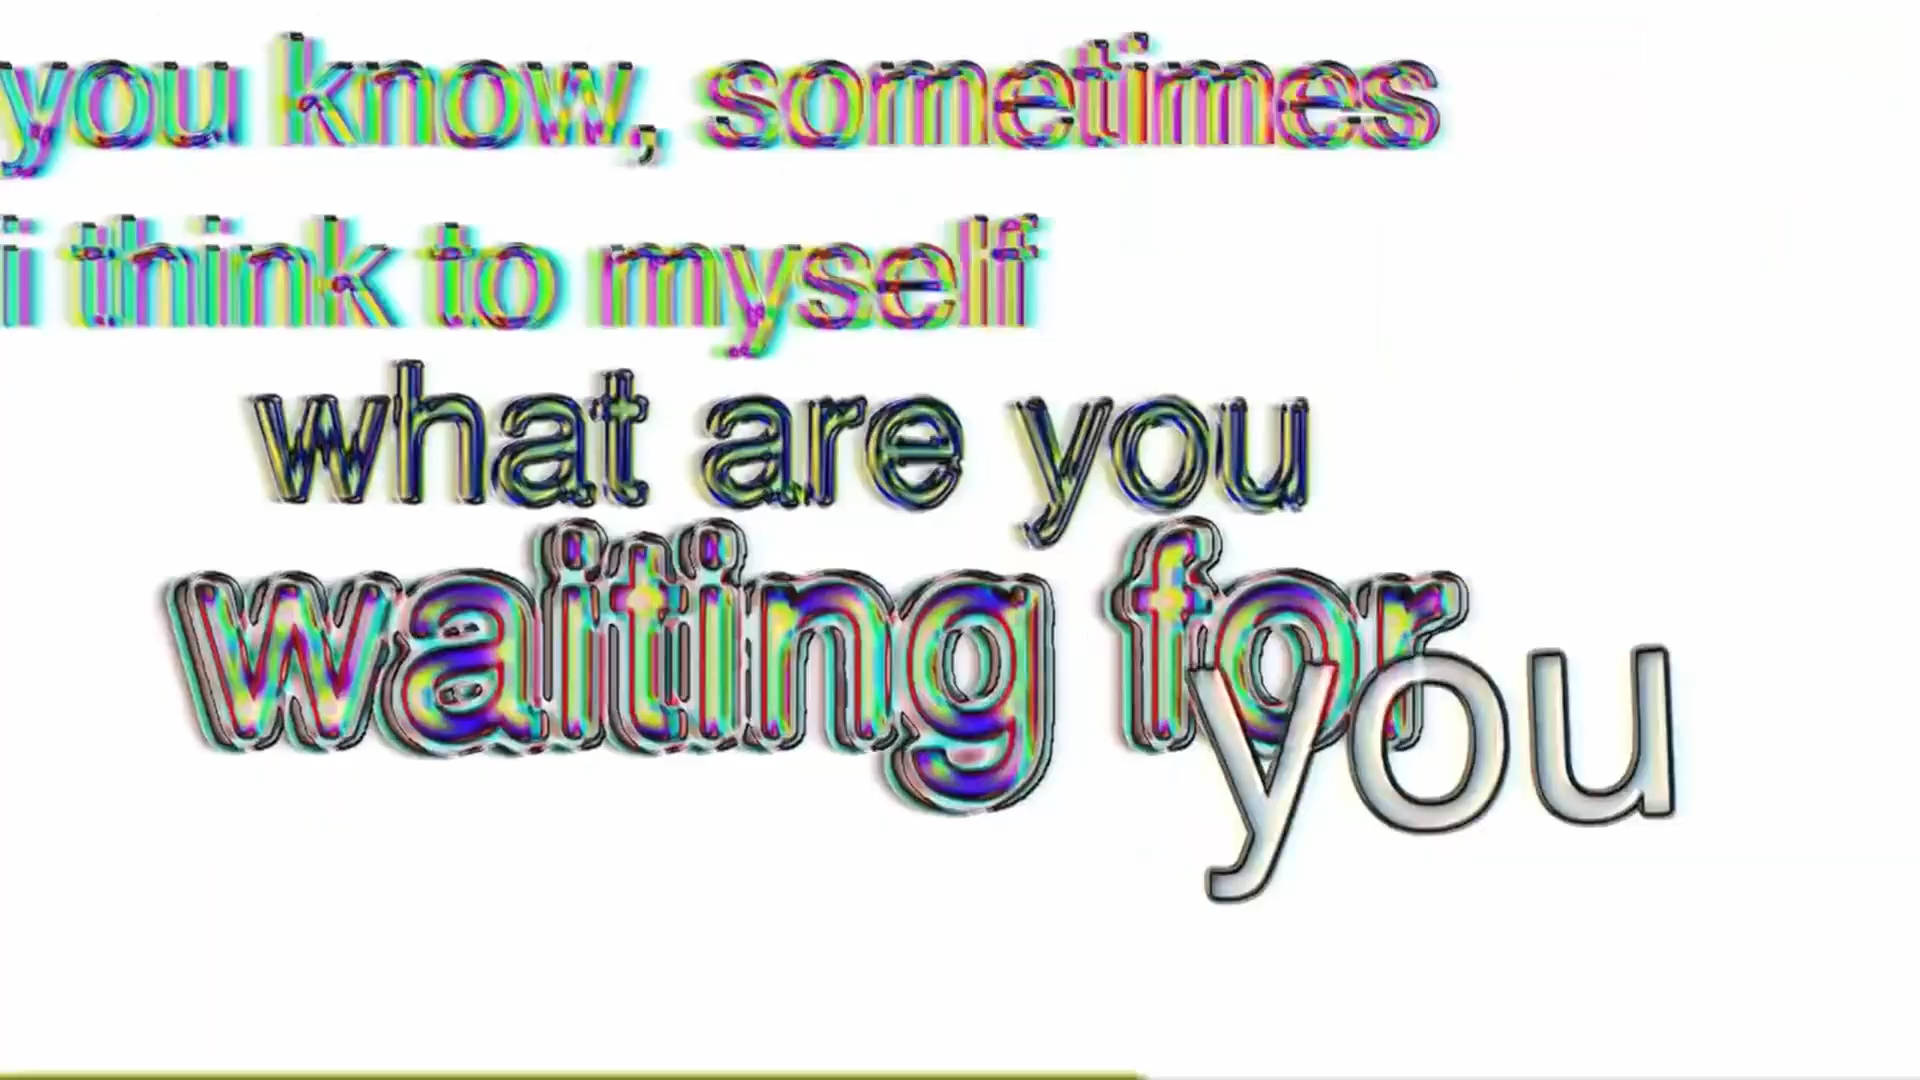 you know, sometimes
i think to myself
what are you
waiting for
you